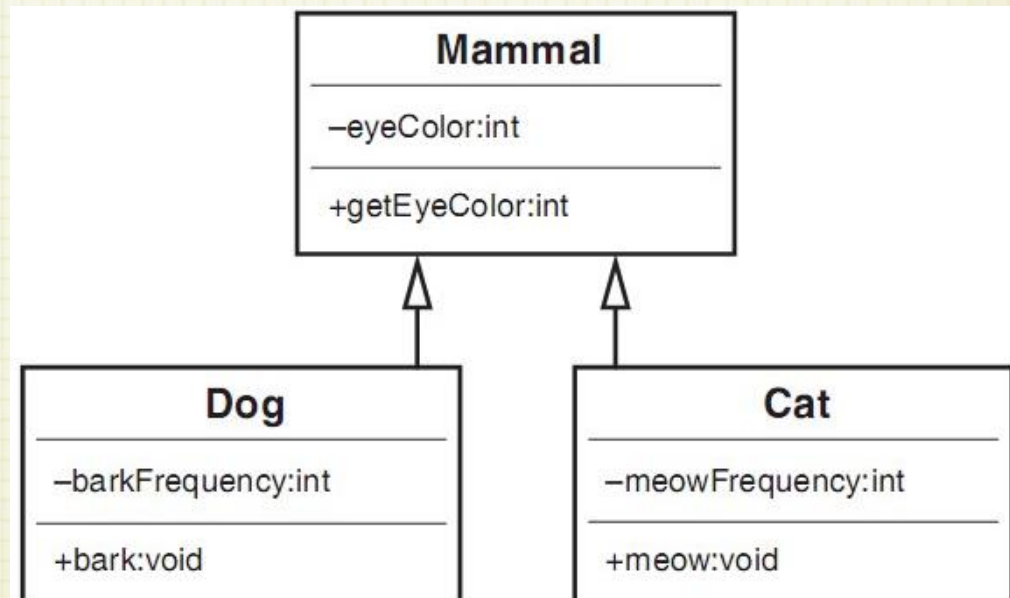 Mammal
–eyeColor:int
+getEyeColor:int
Dog
–barkFrequency:int
+bark:void
Cat
–meowFrequency:int
+meow:void